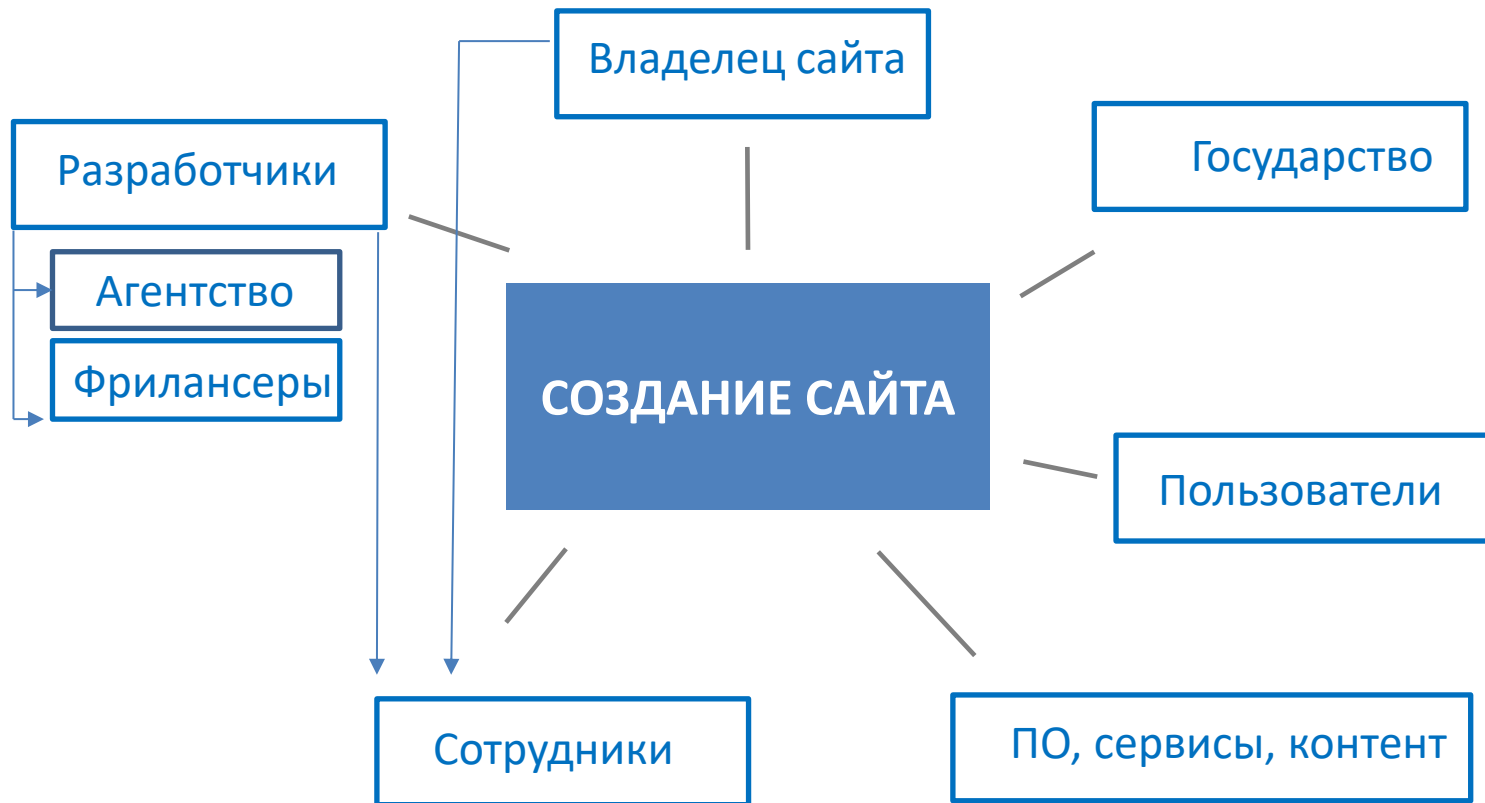 Владелец сайта
Разработчики
Государство
Агентство
Фрилансеры
СОЗДАНИЕ САЙТА
Пользователи
Сотрудники
ПО, сервисы, контент